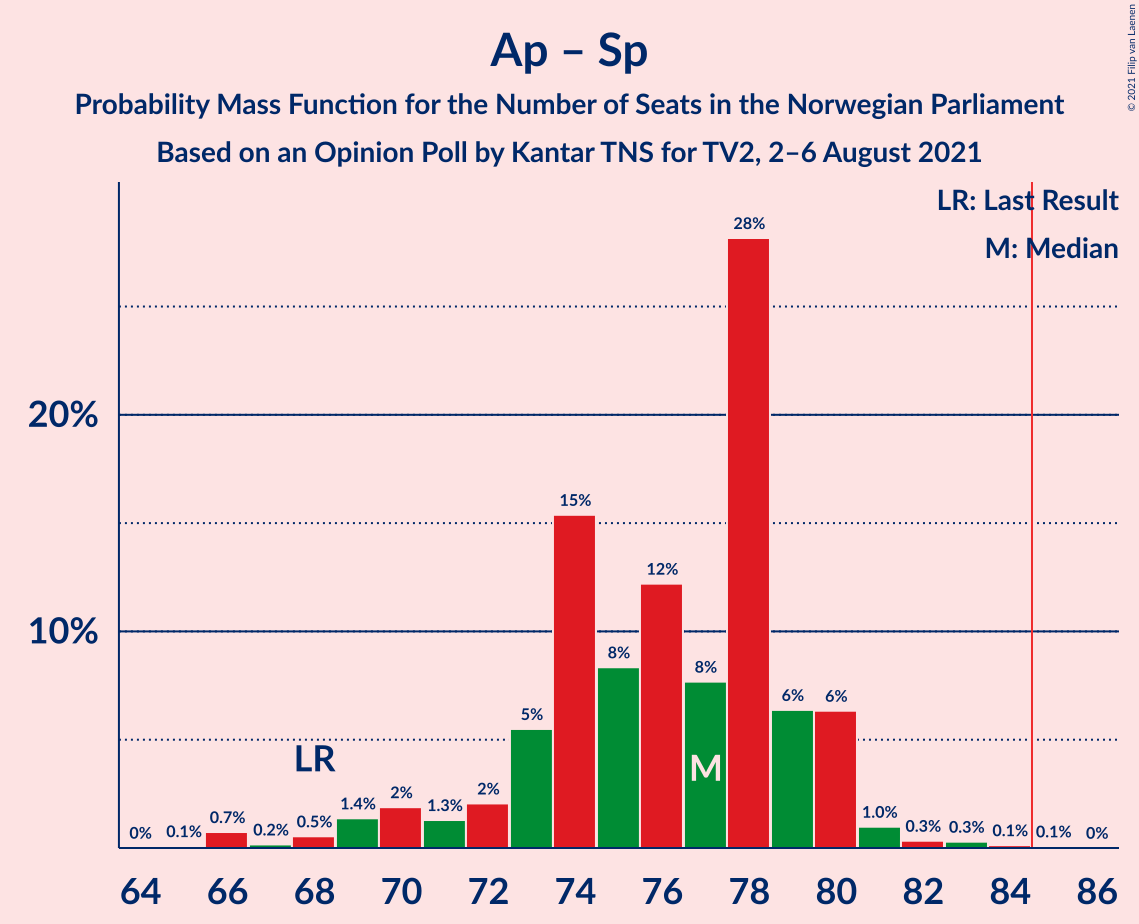 Ap – Sp
Probability Mass Function for the Number of Seats in the Norwegian Parliament
Based on an Opinion Poll by Kantar TNS for TV2, 2–6 August 2021
© 2021 Filip van Laenen
LR: Last Result
M: Median
28%
20%
15%
12%
10%
8%
8%
6%
6%
5%
LR
M
0%
0.1%
0.7%
0.2%
0.5%
1.4%
2%
1.3%
2%
1.0%
0.3%
0.3%
0.1%
0.1%
0%
64 66 68 70 72 74 76 78 80 82 84 86